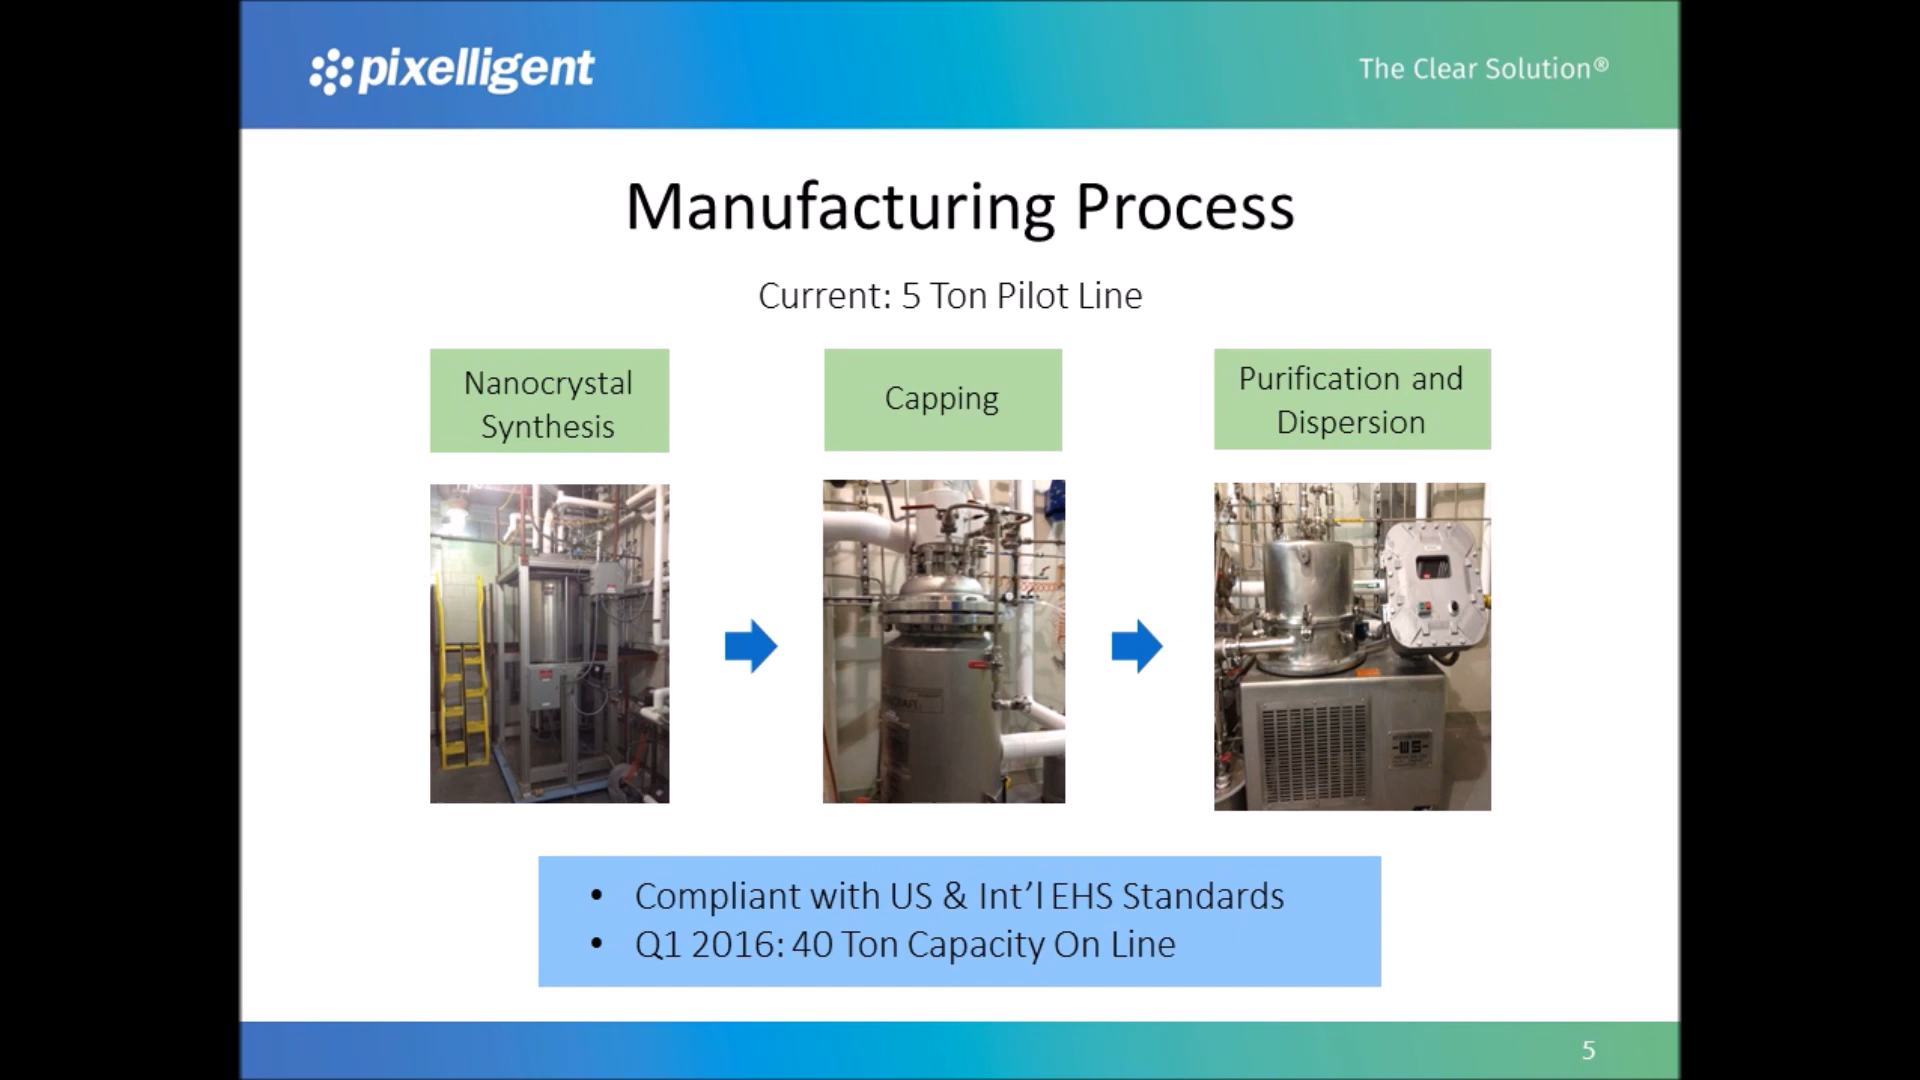 pixelligent
The Clear Solution®
Manufacturing Process
Current: 5 Ton Pilot Line
Nanocrystal
Synthesis
Capping
Purification and
Dispersion
WS
• Compliant with US & Int’l EHS Standards
• Q1 2016: 40 Ton Capacity On Line
5